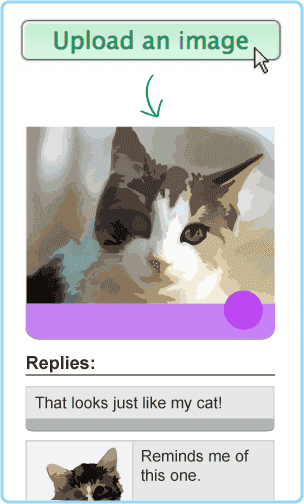 Upload an image
Replies:
That looks just like my cat!
Reminds me of
this one.